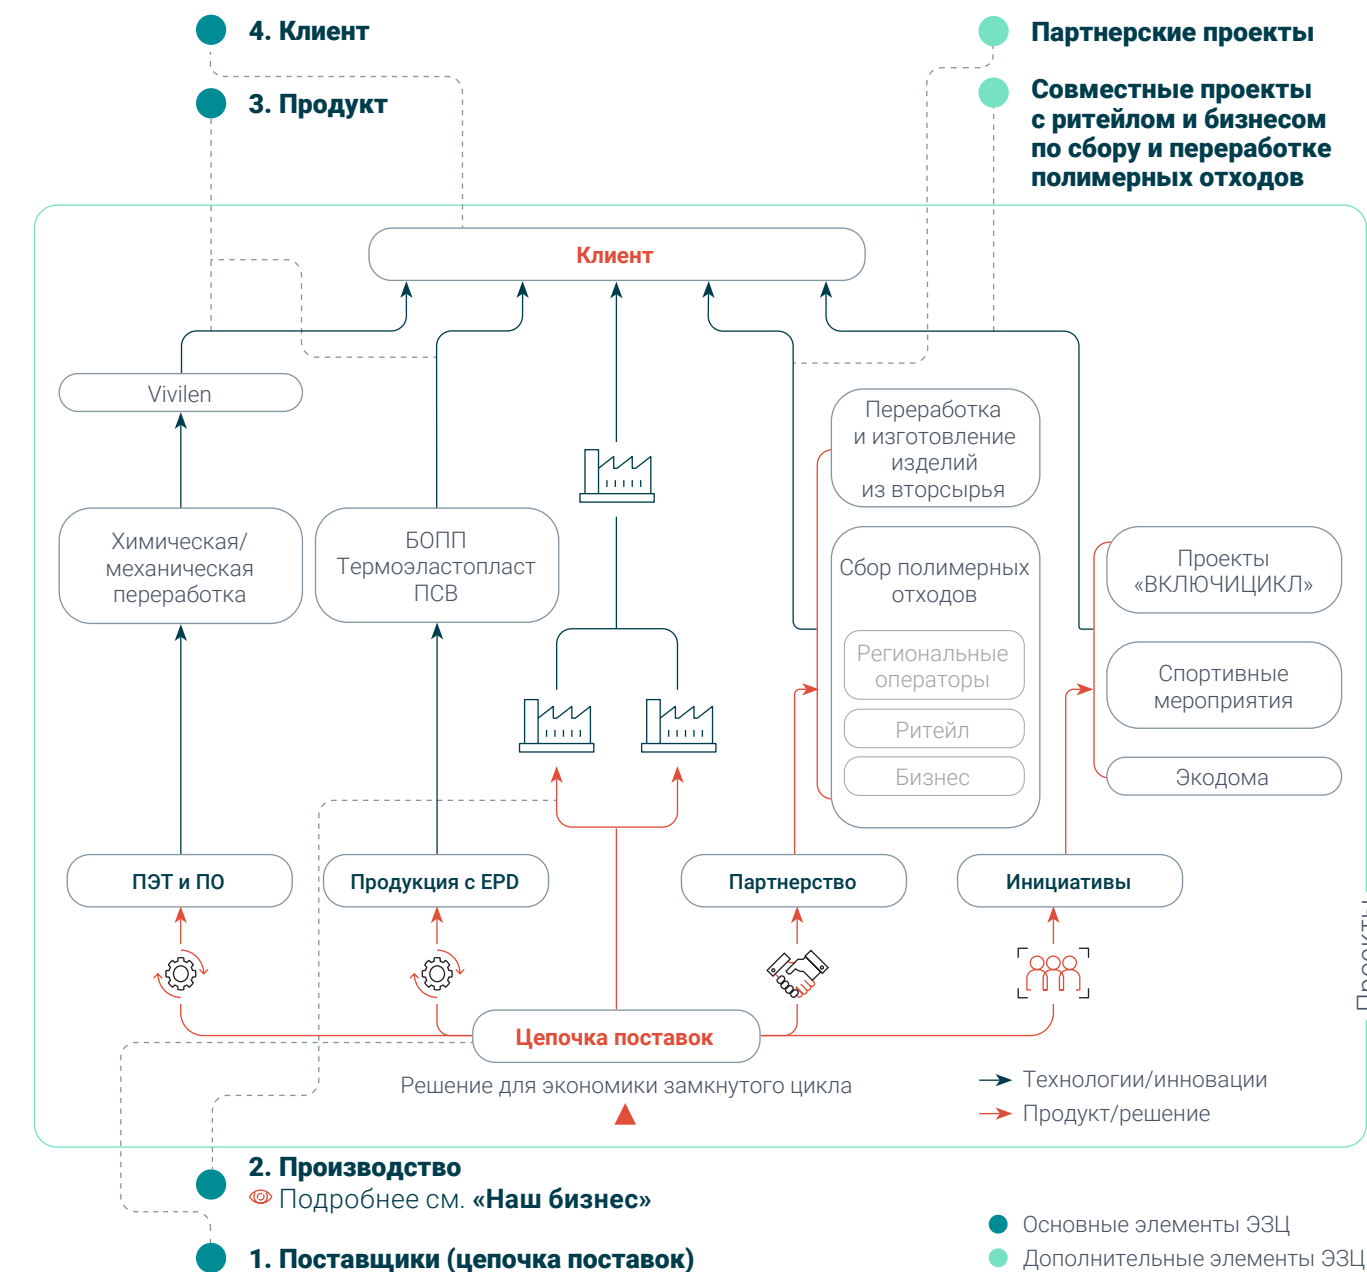 4. Клиент
3. Продукт
Партнерские проекты
Совместные проекты
с ритейлом и бизнесом
по сбору и переработке
полимерных отходов
Клиент
Vivilen
Переработка
и изготовление
изделий
из вторсырья
Химическая/
механическая
переработка
БОПП
Термоэластопласт
ПСВ
Сбор полимерных
отходов
Региональные
операторы
Ритейл
Бизнес
Проекты
«ВКЛЮЧИЦИКЛ»
Спортивные
мероприятия
Экодома
ПЭТ и ПО
Продукция с EPD
Партнерство
Инициативы
Проекты
Цепочка поставок
Решение для экономики замкнутого цикла
Технологии/инновации
Продукт/решение
2. Производство
Подробнее см. «Наш бизнес»
1. Поставщики (цепочка поставок)
Основные элементы ЭЗЦ
Дополнительные элементы ЭЗЦ